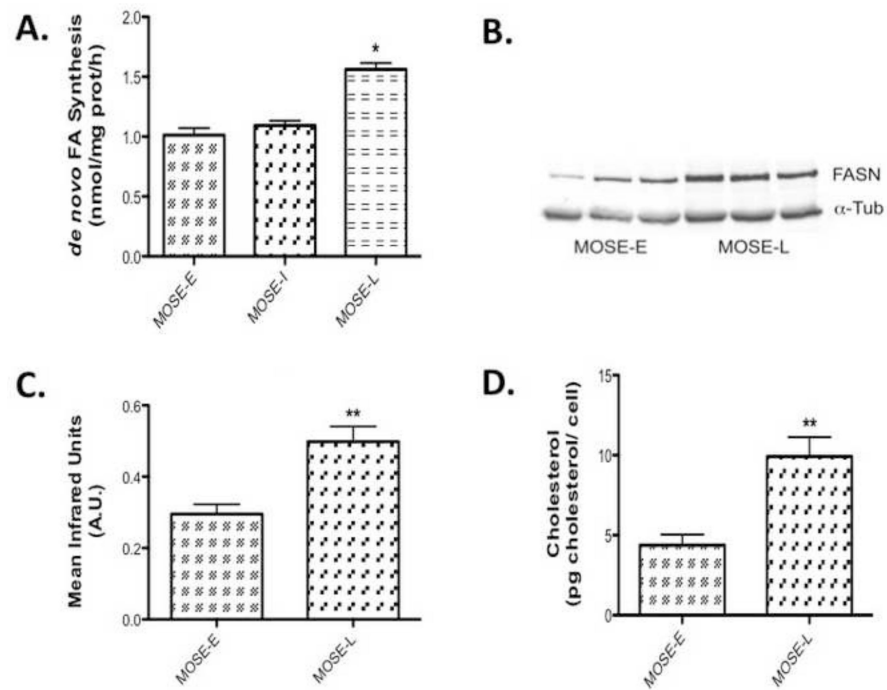 A.
de novo FA Synthesis
(nmol/mg prot/h)
2.0
1.5
1.0
0.5
0.0
*
MOSE-E
MOSE-I
MOSE-L
B.
FASN
α-Tub
MOSE-E
MOSE-L
C.
Mean Infrared Units
(A.U.)
0.6
0.4
0.2
0.0
**
MOSE-E
MOSE-L
D.
Cholesterol
(pg cholesterol/ cell)
15
10
5
0
**
MOSE-E
MOSE-L